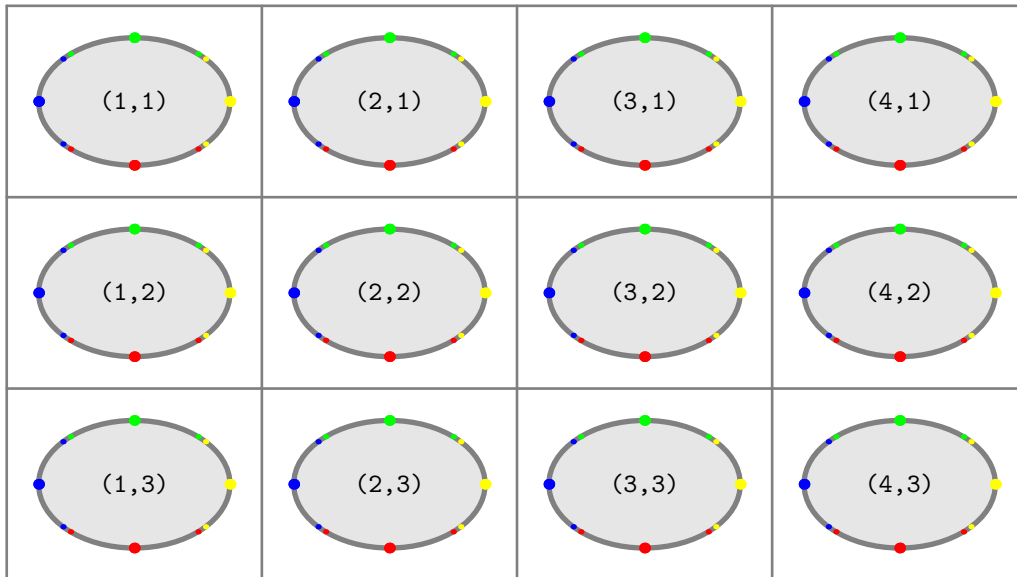 (1,1) (2,1) (3,1) (4,1)
(1,2) (2,2) (3,2) (4,2)
(1,3) (2,3) (3,3) (4,3)